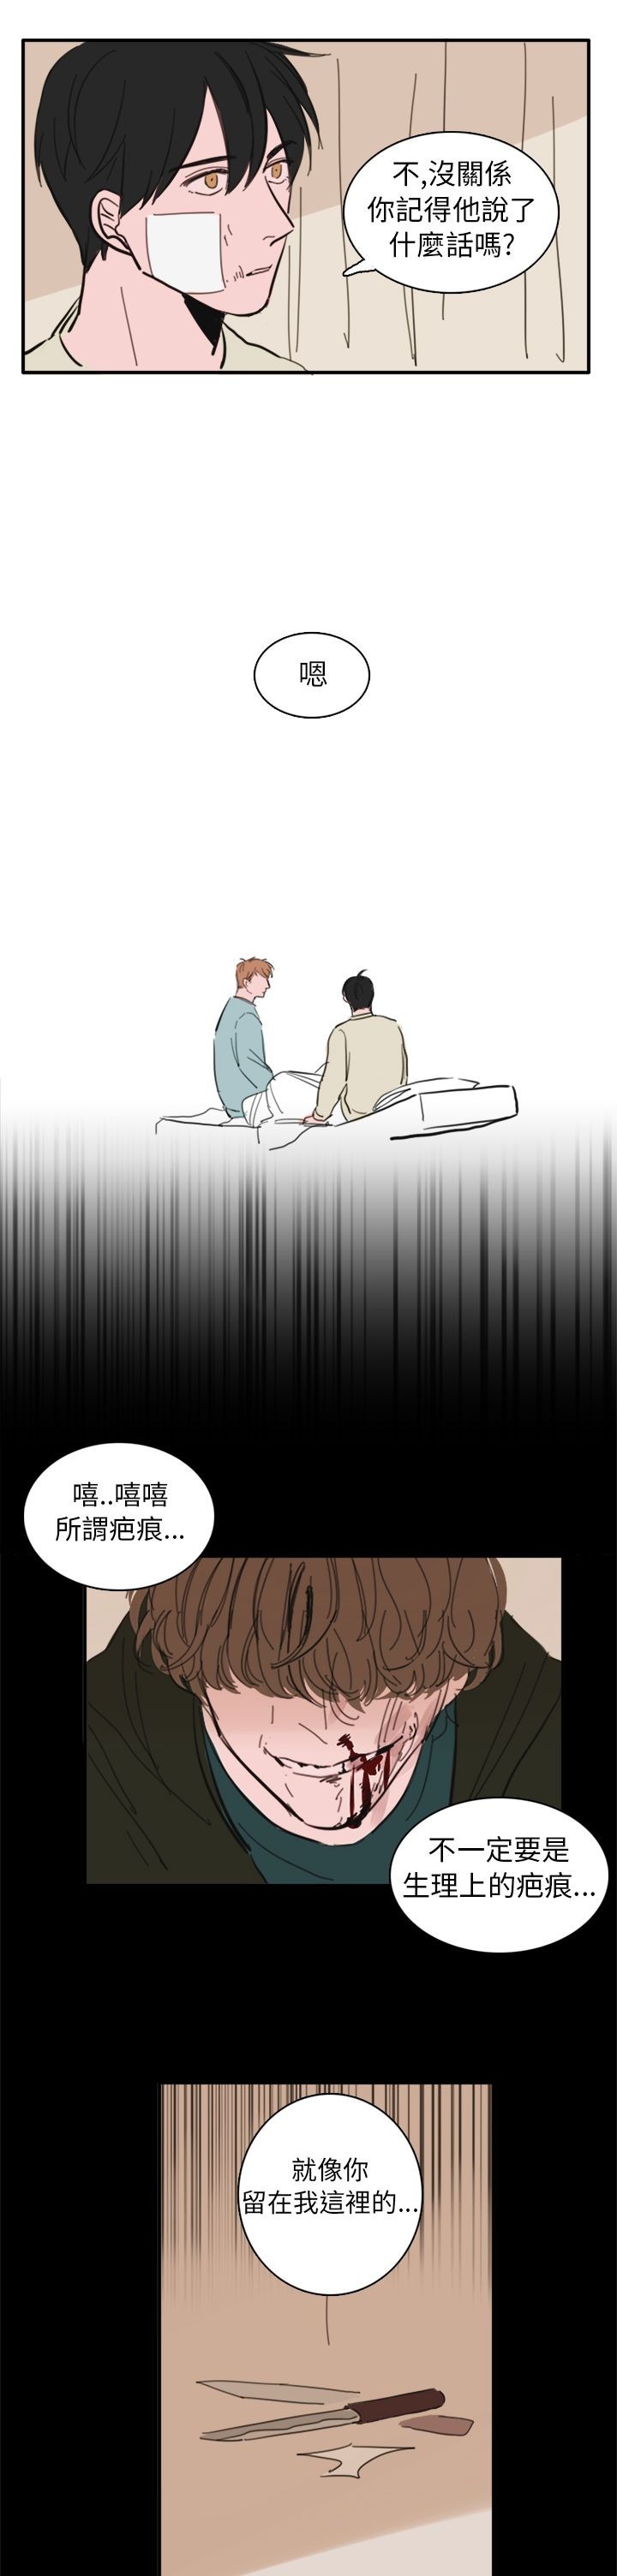 不,沒關係
你記得他說了
什麼話嗎?
嗯
嘻..嘻嘻
所謂疤痕...
不一定要是
生理上的疤痕...
就像你
留在我這裡的...